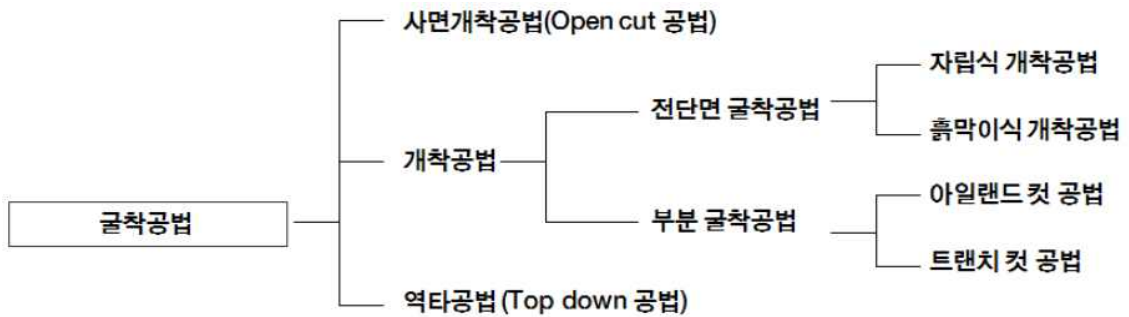 굴착공법
사면개착공법(Open cut 공법)
개착공법
전단면 굴착공법
자립식 개착공법
흙막이식 개착공법
부분 굴착공법
아일랜드 컷 공법
트랜치 컷 공법
역타공법 (Top down 공법)